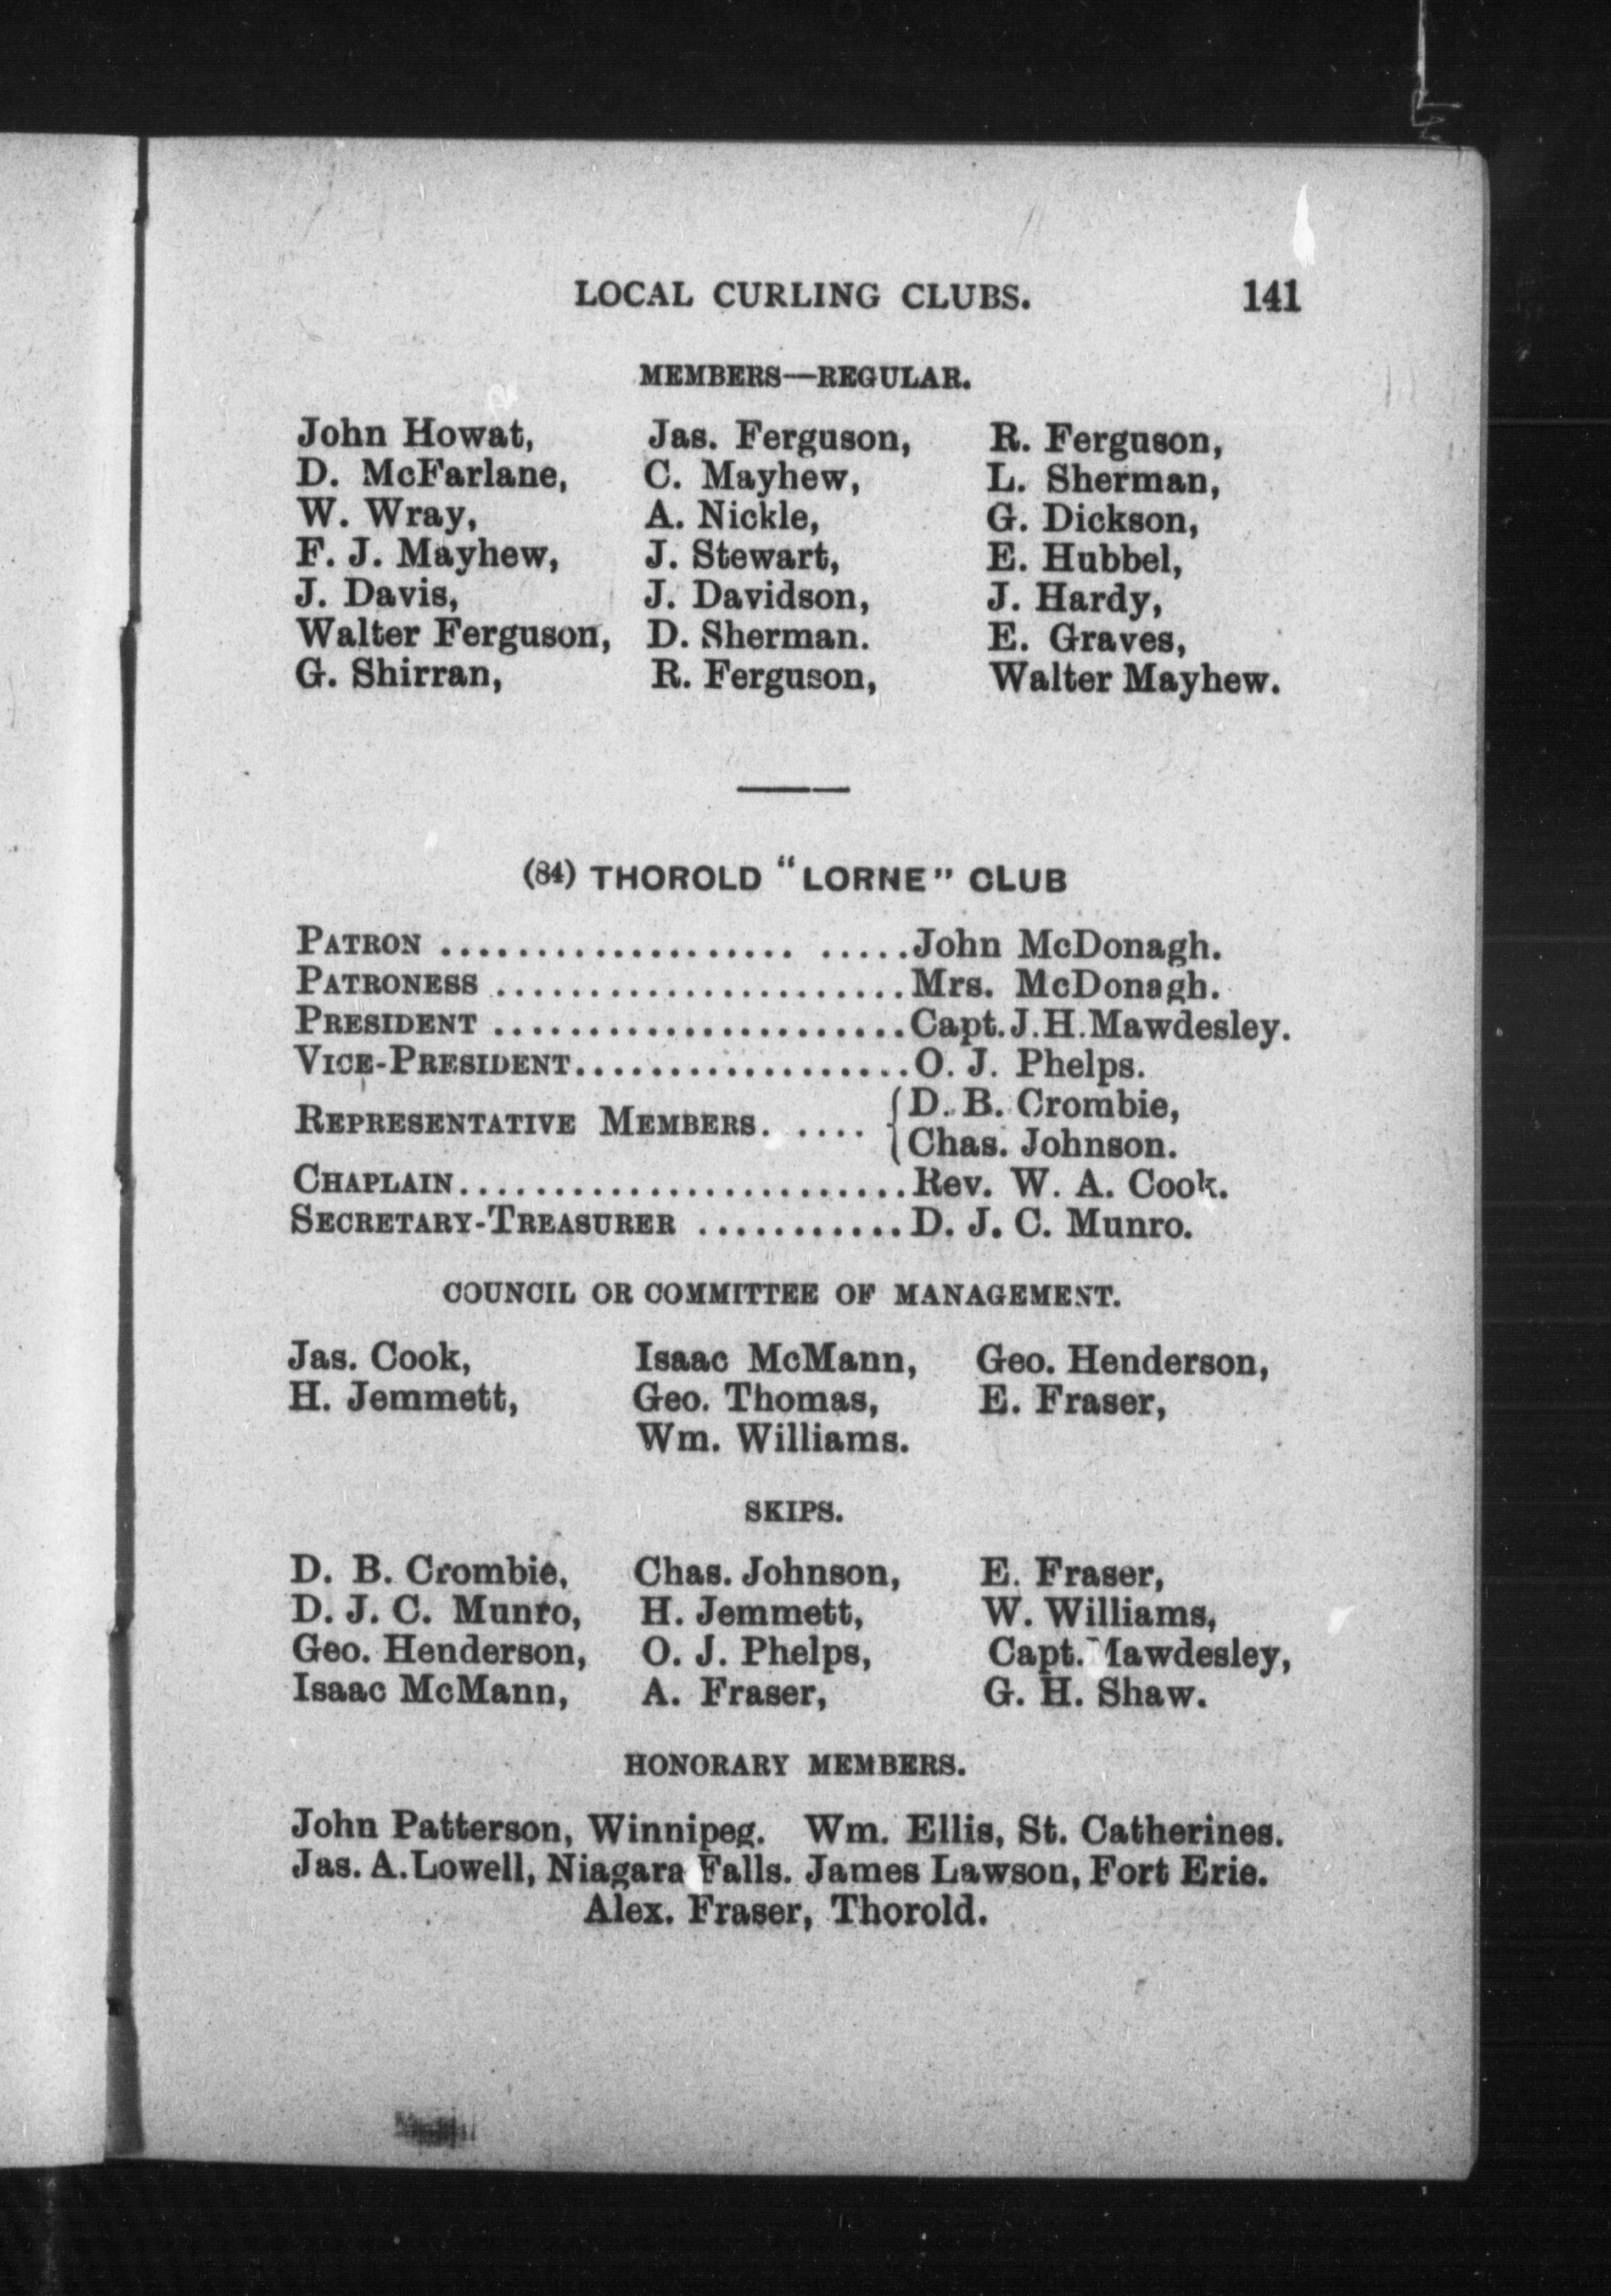 LOCAL CURLING CLUBS. 141
MEMBERS—REGULAR.
John Howat, Jas. Ferguson, R. Ferguson,
D. McFarlane, C. Mayhew, L. Sherman,
W. Wray, A. Nickle, G. Dickson,
F. J. Mayhew, J. Stewart, E. Hubbel,
J. Davis, J. Davidson, J. Hardy,
Walter Ferguson, D. Sherman. E. Graves,
G. Shirran, R. Ferguson, Walter Mayhew.
(84) THOROLD "LORNE" CLUB
PATRON ................... .....John McDonagh.
PATRONESS ......................Mrs. McDonagh.
PRESIDENT ......................Capt. J. H. Mawdesley.
VICE-PRESIDENT..................O. J. Phelps.
REPRESENTATIVE MEMBERS. .... {D. B. Crombie,
Chas. Johnson.
CHAPLAIN........................Rev. W. A. Cook.
SECRETARY-TREASURER ...........D. J. C. Munro.
COUNCIL OR COMMITTEE OF MANAGEMENT.
Jas. Cook, Isaac McMann, Geo. Henderson,
H. Jemmett, Geo. Thomas, E. Fraser,
Wm. Williams.
SKIPS.
D. B. Crombie, Chas. Johnson, E. Fraser,
D. J. C. Munro, H. Jemmett, W. Williams,
Geo. Henderson, O. J. Phelps, Capt. Mawdesley,
Isaac McMann, A. Fraser, G. H. Shaw.
HONORARY MEMBERS.
John Patterson, Winnipeg. Wm. Ellis, St. Catherines.
Jas. A. Lowell, Niagara Falls. James Lawson, Fort Erie.
Alex. Fraser, Thorold.